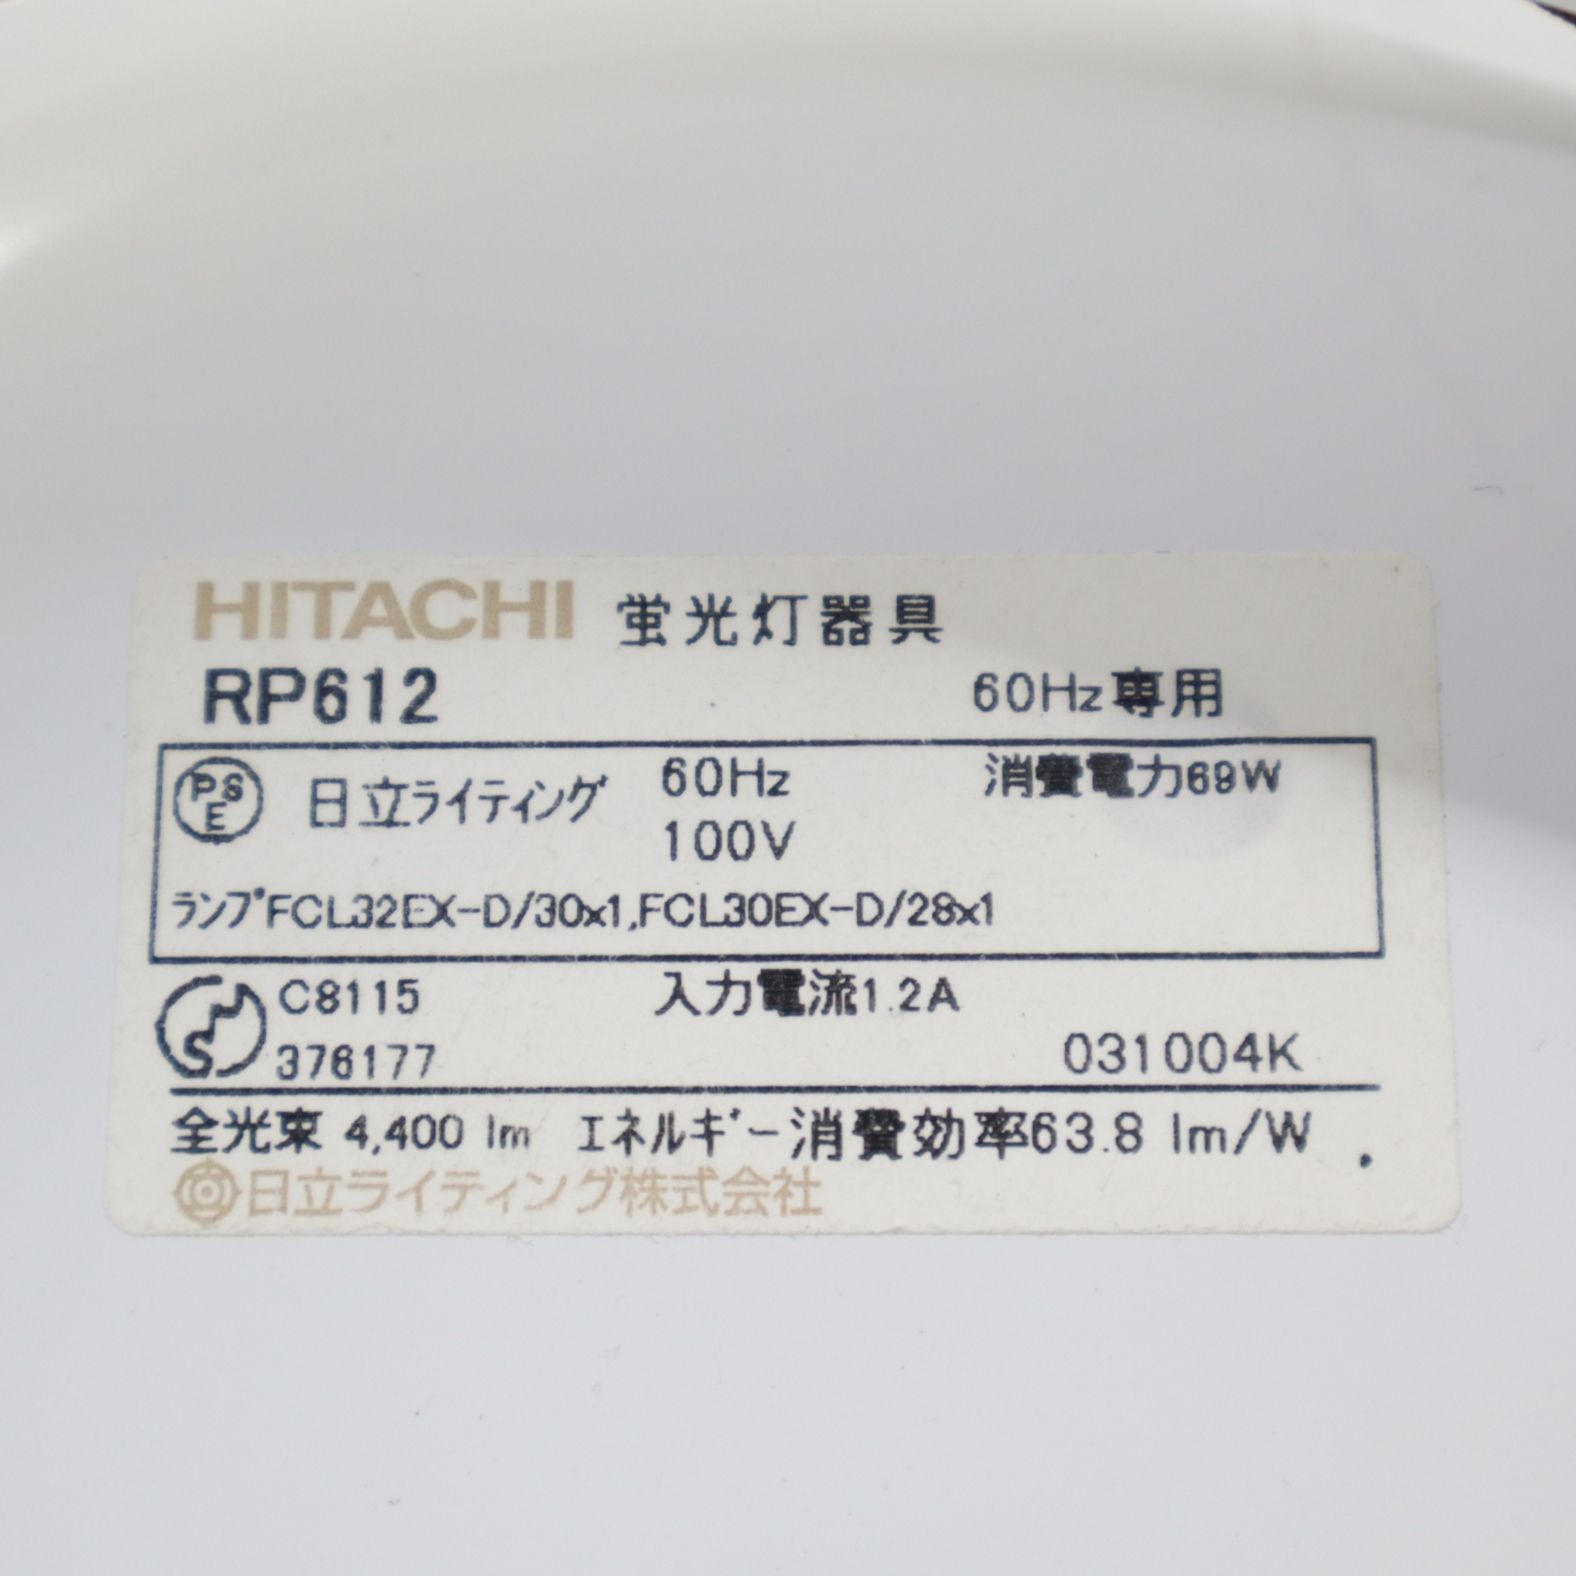 HITACHI 蛍光灯器具
RP612 60Hz専用
PSE 日立ライティング 60Hz 消費電力69W
100V
ランプFCL32EX-D/30x1,FCL30EX-D/28x1
S C8115 入力電流1.2A
376177 031004K
全光束 4,400 lm エネルギー消費効率63.8 lm/W
日立ライティング株式会社